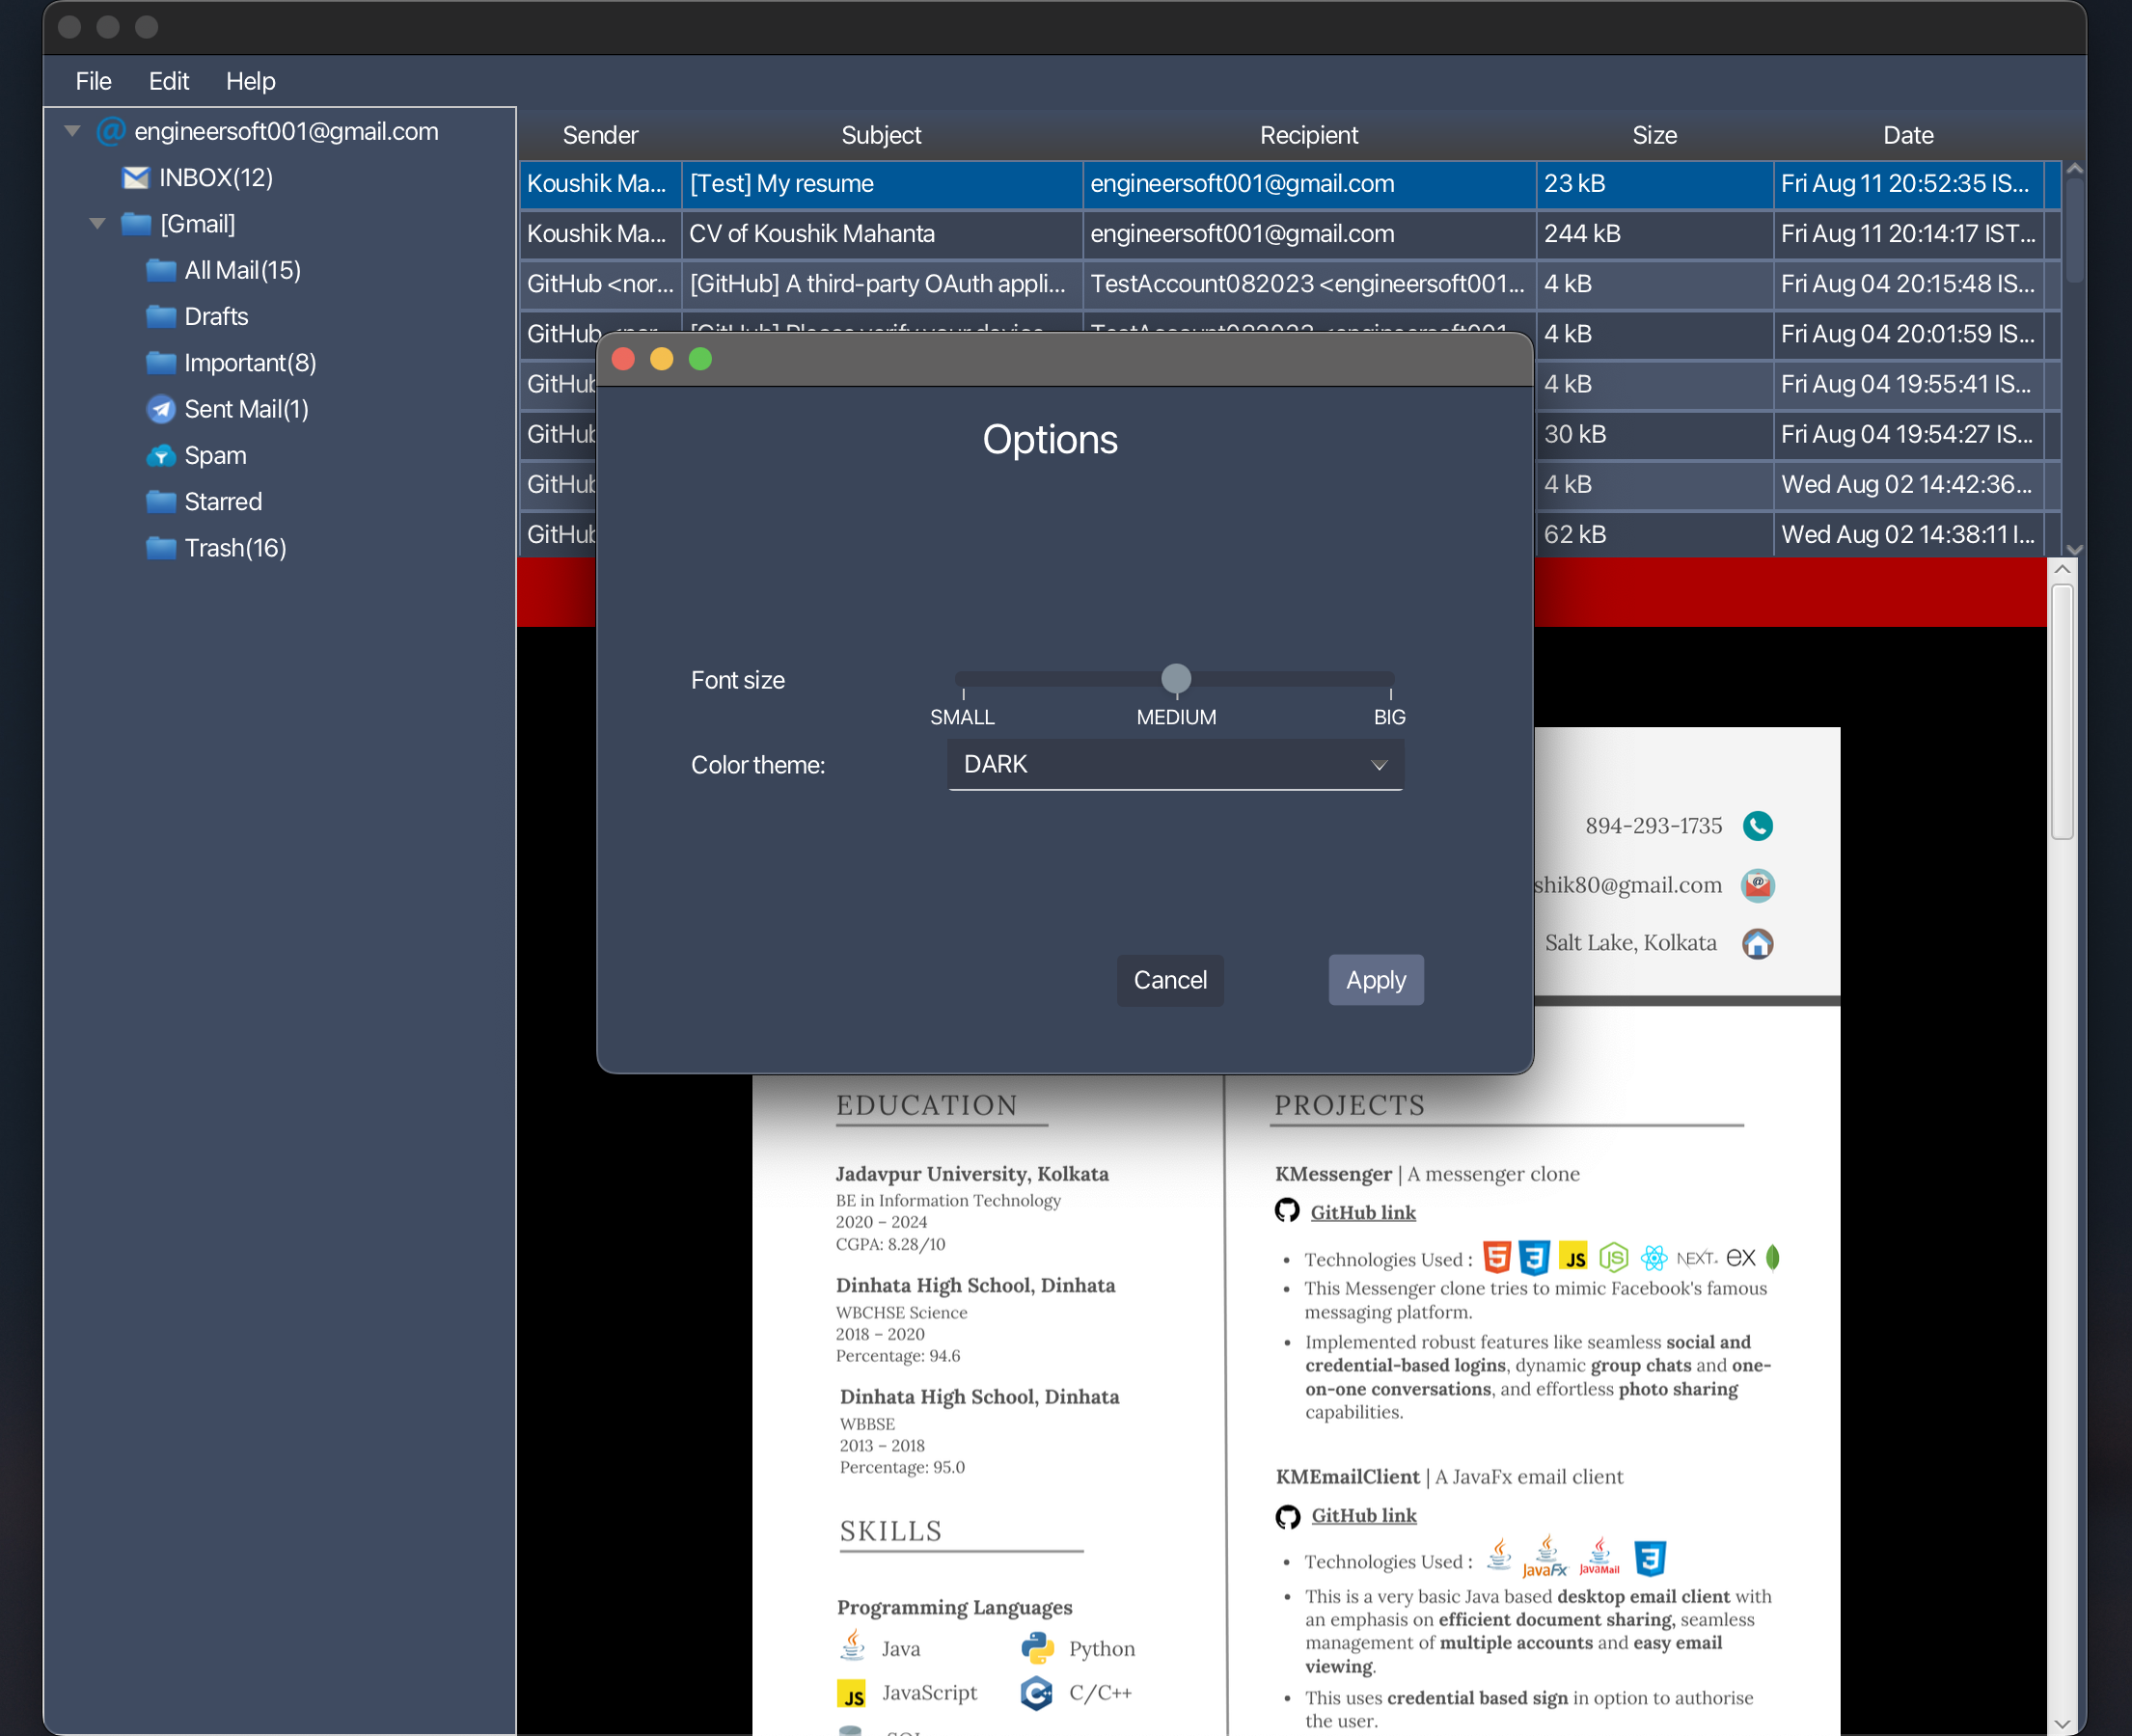 File Edit Help
engineersoft001@gmail.com
INBOX(12)
[Gmail]
All Mail(15)
Drafts
Important(8)
Sent Mail(1)
Spam
Starred
Trash(16)
Sender Subject Recipient Size Date
Koushik Ma... [Test] My resume engineersoft001@gmail.com 23 kB Fri Aug 11 20:52:35 IS...
Koushik Ma... CV of Koushik Mahanta engineersoft001@gmail.com 244 kB Fri Aug 11 20:14:17 IST...
GitHub <nor... [GitHub] A third-party OAuth appli... TestAccount082023 <engineersoft001... 4 kB Fri Aug 04 20:15:48 IS...
GitHub <nor... [GitHub] Please verify your device... TestAccount082023 <engineersoft001... 4 kB Fri Aug 04 20:01:59 IS...
GitHub 4 kB Fri Aug 04 19:55:41 IS...
GitHub 30 kB Fri Aug 04 19:54:27 IS...
GitHub 4 kB Wed Aug 02 14:42:36...
GitHub 62 kB Wed Aug 02 14:38:11 I...
Options
Font size
SMALL MEDIUM BIG
Color theme: DARK
Cancel Apply
894-293-1735
shik80@gmail.com
Salt Lake, Kolkata
EDUCATION
Jadavpur University, Kolkata
BE in Information Technology
2020 – 2024
CGPA: 8.28/10
Dinhata High School, Dinhata
WBCHSE Science
2018 – 2020
Percentage: 94.6
Dinhata High School, Dinhata
WBBSE
2013 – 2018
Percentage: 95.0
SKILLS
Programming Languages
Java Python
JS JavaScript C/C++
PROJECTS
KMessenger | A messenger clone
GitHub link
• Technologies Used : 5 3 JS JS NEXT. ex
• This Messenger clone tries to mimic Facebook's famous
messaging platform.
• Implemented robust features like seamless social and
credential-based logins, dynamic group chats and one-
on-one conversations, and effortless photo sharing
capabilities.
KMEmailClient | A JavaFx email client
GitHub link
• Technologies Used : JavaFx JavaMail 3
• This is a very basic Java based desktop email client with
an emphasis on efficient document sharing, seamless
management of multiple accounts and easy email
viewing.
• This uses credential based sign in option to authorise
the user.